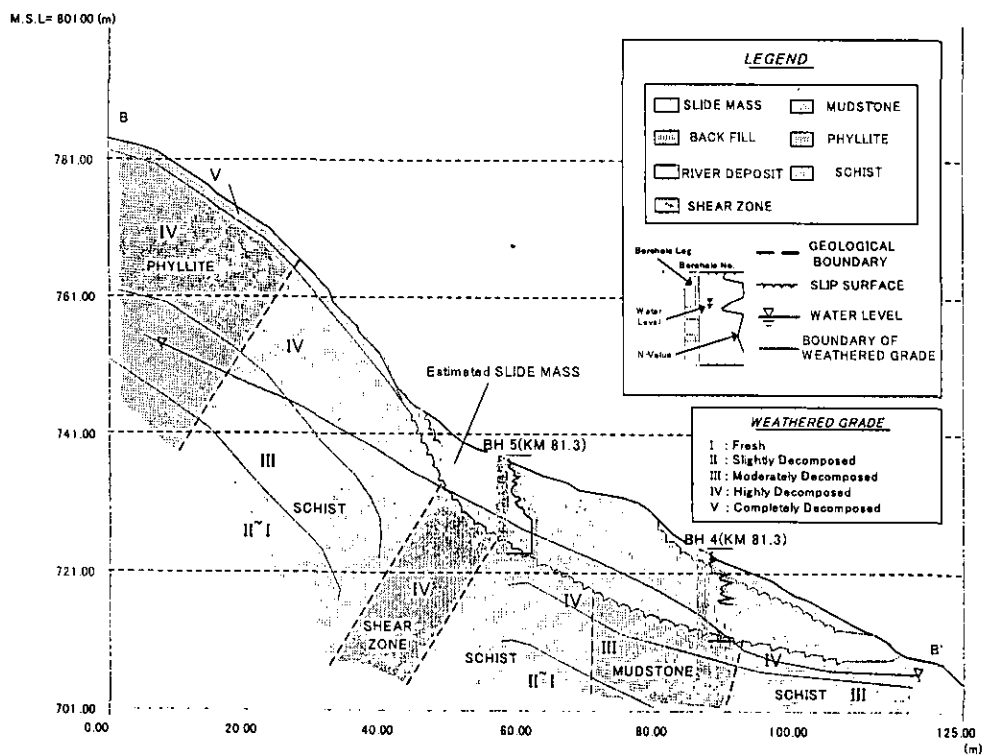 M.S.L= 801.00 (m)
B
781.00
V
IV
PHYLLITE
761.00
IV
Estimated SLIDE MASS
741.00
BH 5(KM 81.3)
III
SCHIST
II~I
BH 4(KM 81.3)
721.00
IV
IV
SHEAR
ZONE
III
MUDSTONE
IV
B'
SCHIST
II~I
SCHIST
III
701.00
0.00
20.00
40.00
60.00
80.00
100.00
125.00
(m)
LEGEND
SLIDE MASS
MUDSTONE
BACK FILL
PHYLLITE
RIVER DEPOSIT
SCHIST
SHEAR ZONE
Borehole Log
Borehole No.
Water
Level
N-Value
GEOLOGICAL
BOUNDARY
SLIP SURFACE
WATER LEVEL
BOUNDARY OF
WEATHERED GRADE
WEATHERED GRADE
I : Fresh
II : Slightly Decomposed
III : Moderately Decomposed
IV : Highly Decomposed
V : Completely Decomposed